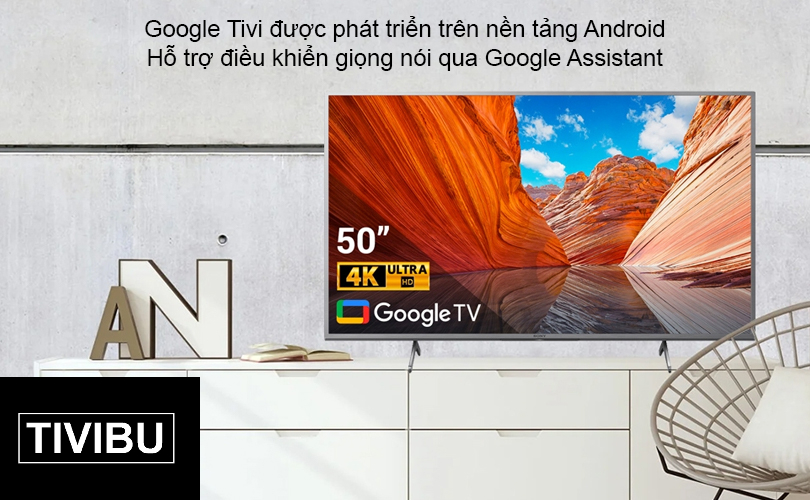 Google Tivi được phát triển trên nền tảng Android
Hỗ trợ điều khiển giọng nói qua Google Assistant
50”
4K ULTRA HD
Google TV
AN
SONY
TIVIBU